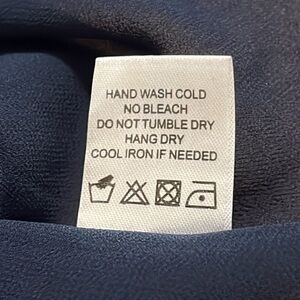 HAND WASH COLD
NO BLEACH
DO NOT TUMBLE DRY
HANG DRY
COOL IRON IF NEEDED